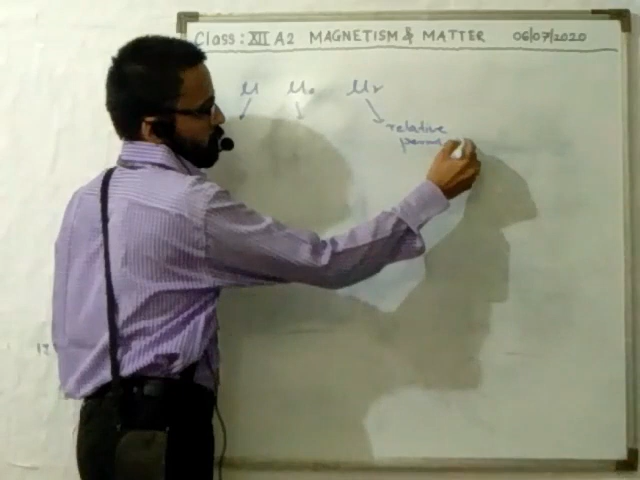 Class: XII A2 MAGNETISM & MATTER 06/07/2020
μ μ₀ μr
relative